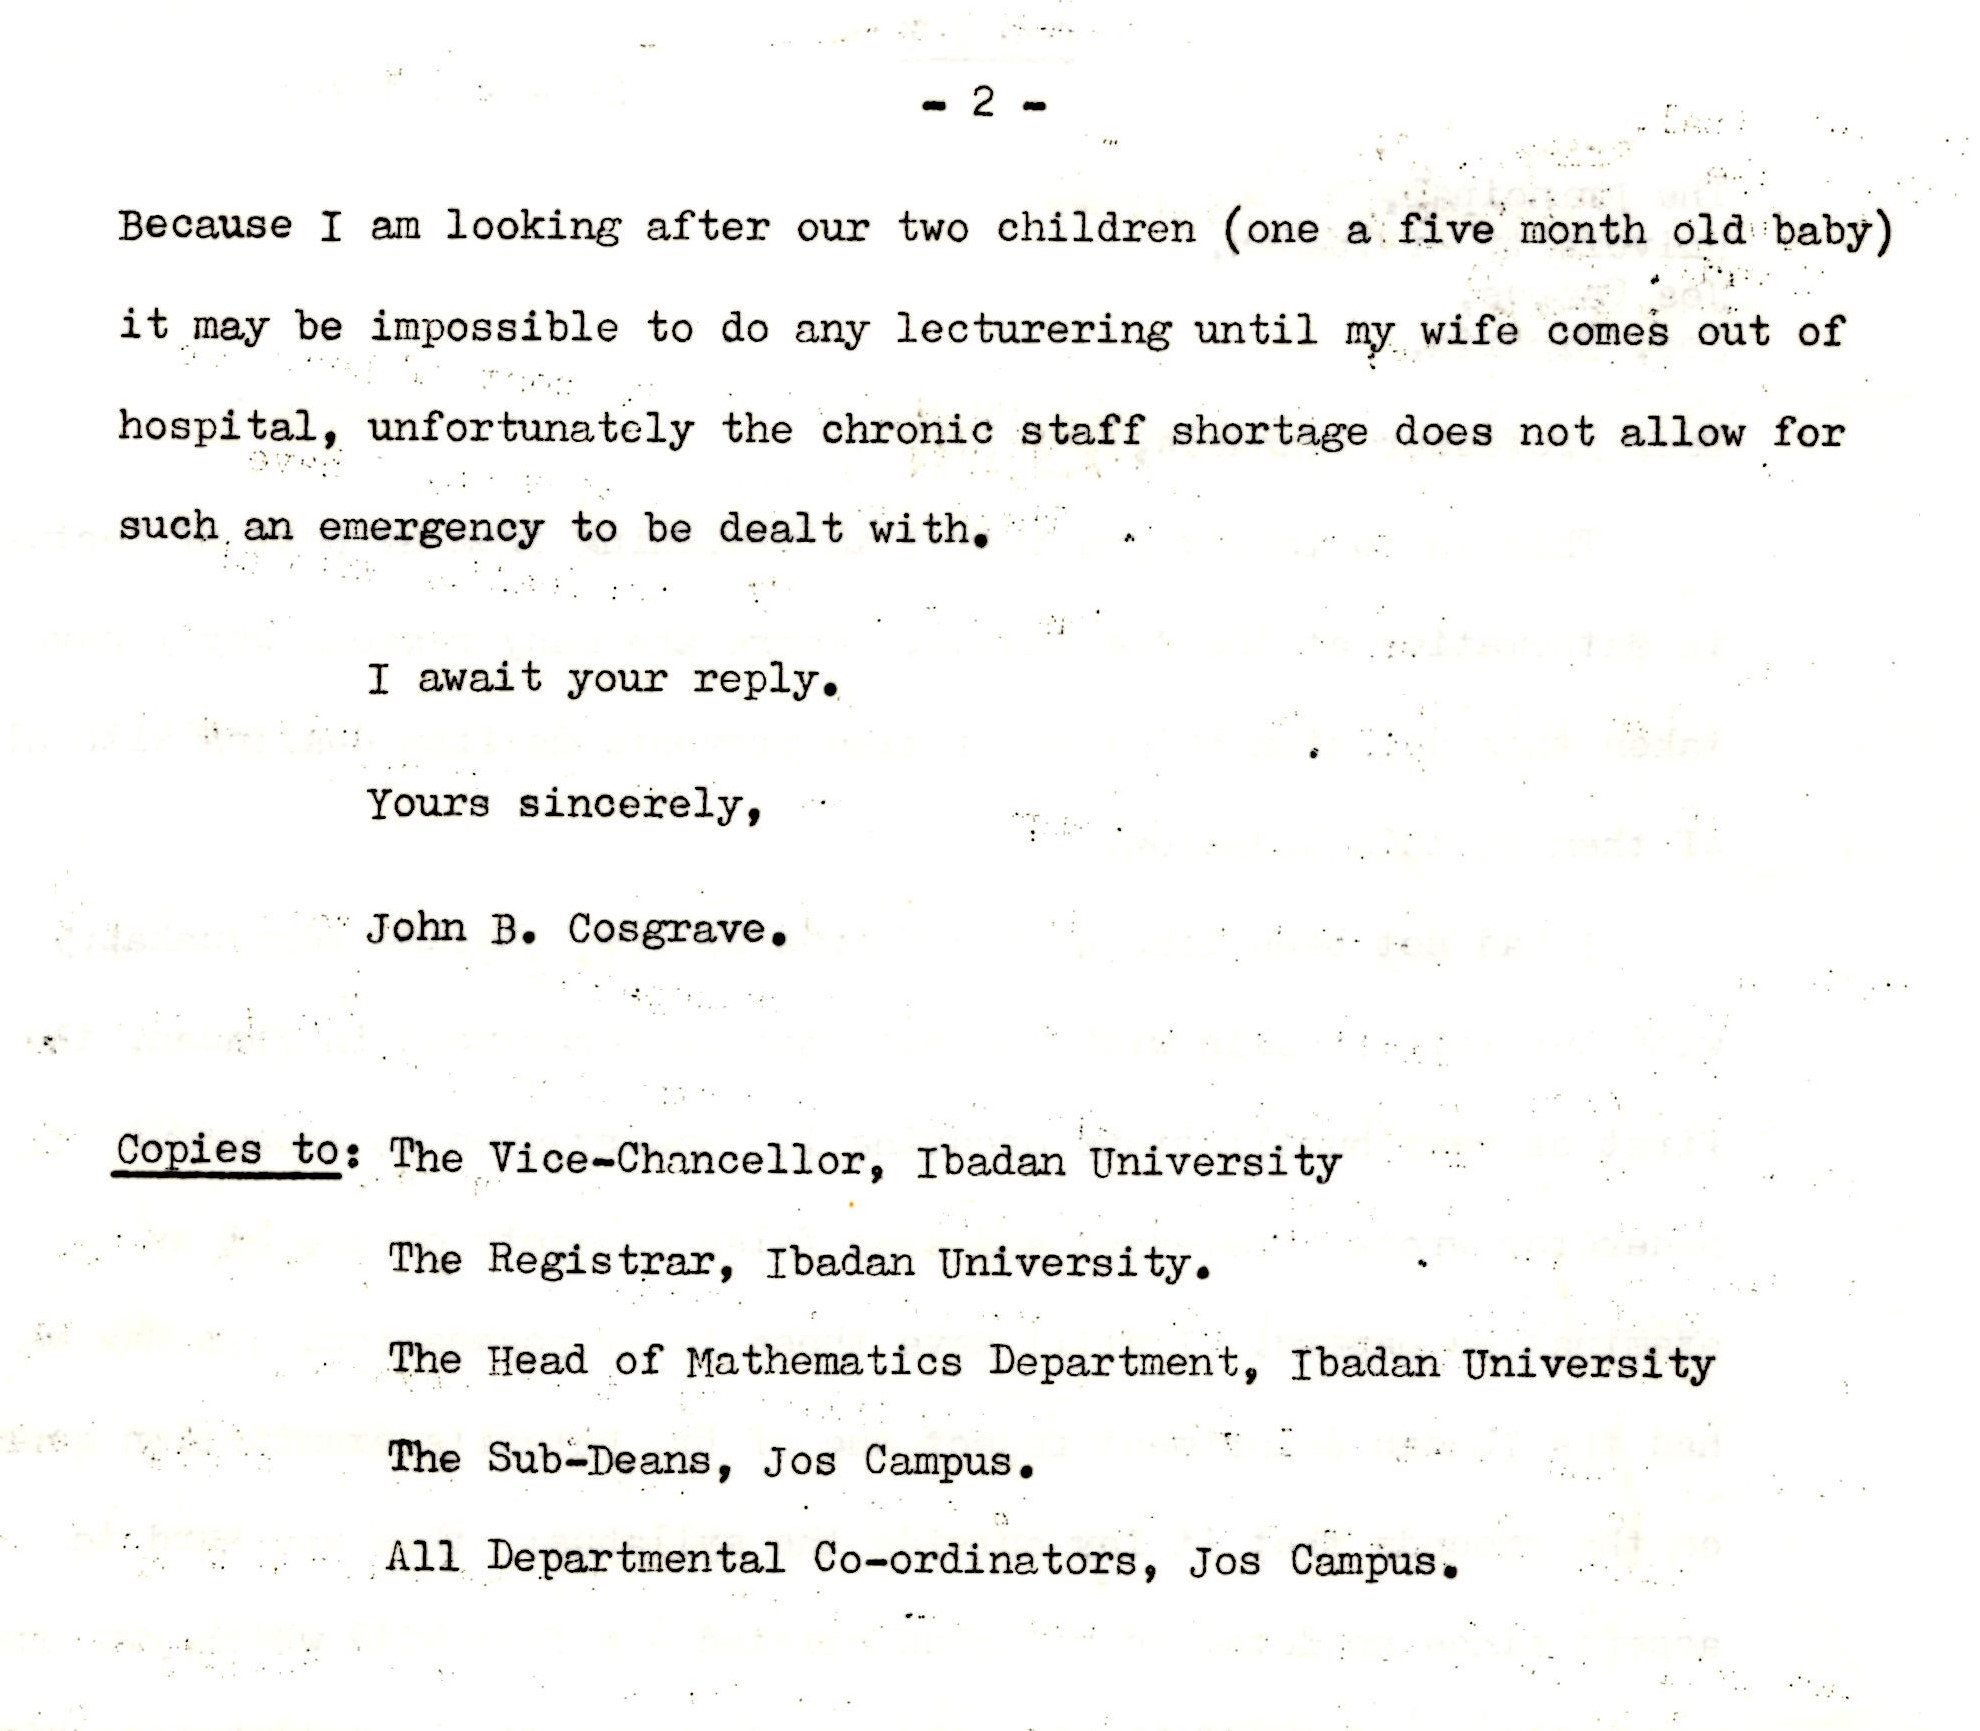 - 2 -
Because I am looking after our two children (one a five month old baby)
it may be impossible to do any lecturering until my wife comes out of
hospital, unfortunately the chronic staff shortage does not allow for
such an emergency to be dealt with.
I await your reply.
Yours sincerely,
John B. Cosgrave.
Copies to: The Vice-Chancellor, Ibadan University
The Registrar, Ibadan University.
The Head of Mathematics Department, Ibadan University
The Sub-Deans, Jos Campus.
All Departmental Co-ordinators, Jos Campus.